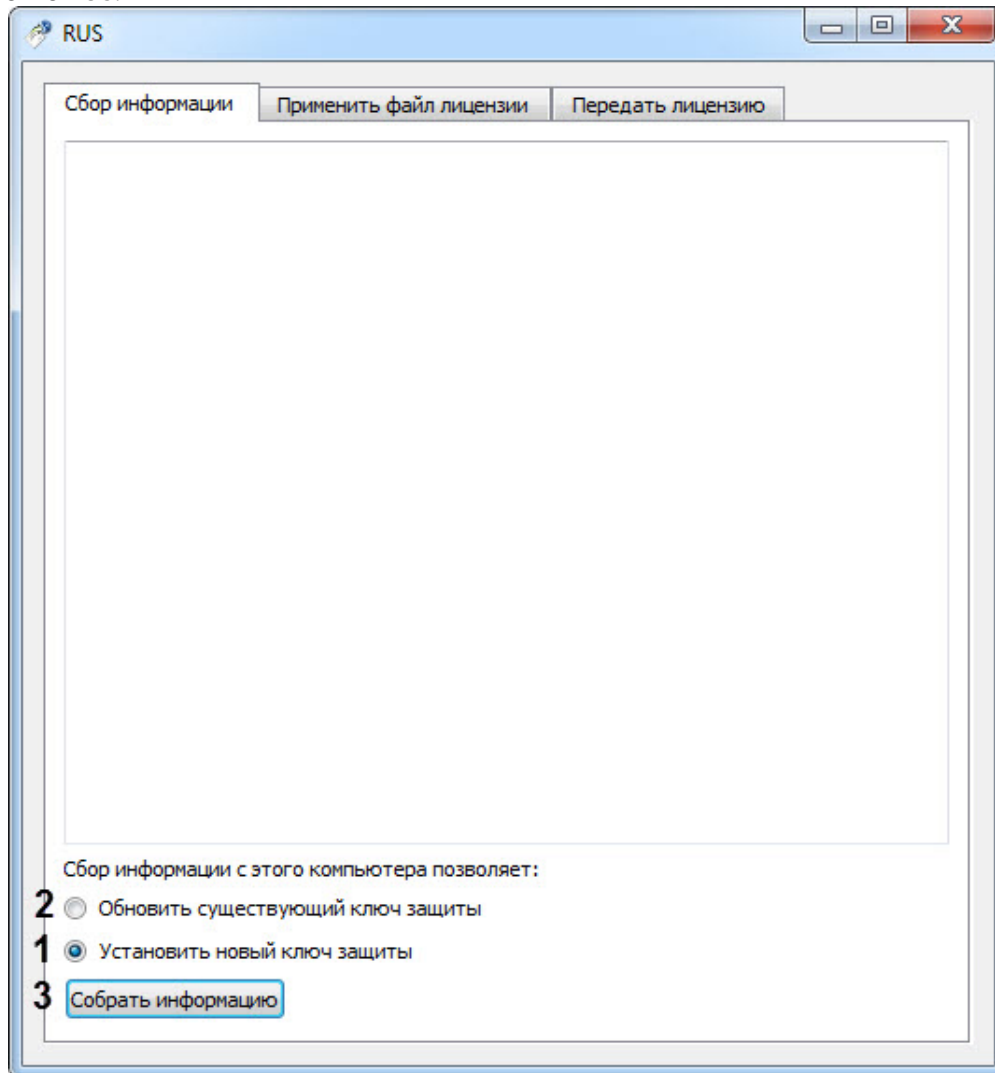 RUS
Сбор информации Применить файл лицензии Передать лицензию
Сбор информации с этого компьютера позволяет:
2 Обновить существующий ключ защиты
1 Установить новый ключ защиты
3 Собрать информацию